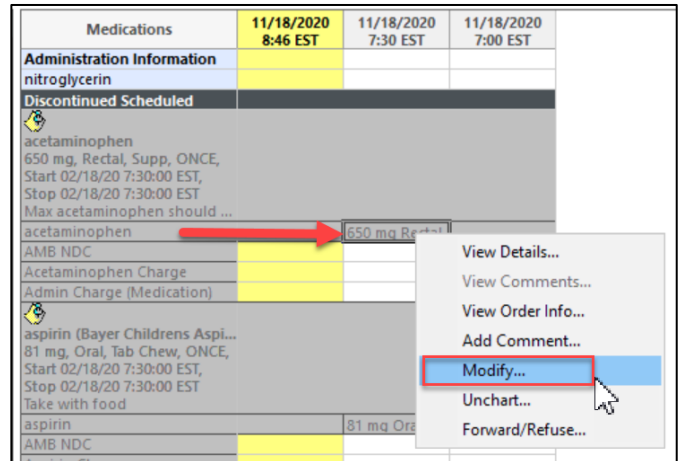 Medications
11/18/2020
8:46 EST
11/18/2020
7:30 EST
11/18/2020
7:00 EST
Administration Information
nitroglycerin
Discontinued Scheduled
acetaminophen
650 mg, Rectal, Supp, ONCE,
Start 02/18/20 7:30:00 EST,
Stop 02/18/20 7:30:00 EST
Max acetaminophen should ...
acetaminophen 650 mg Rectal
AMB NDC
Acetaminophen Charge
Admin Charge (Medication)
aspirin (Bayer Childrens Aspi...
81 mg, Oral, Tab Chew, ONCE,
Start 02/18/20 7:30:00 EST,
Stop 02/18/20 7:30:00 EST
Take with food
aspirin 81 mg Ora
AMB NDC
View Details...
View Comments...
View Order Info...
Add Comment...
Modify...
Unchart...
Forward/Refuse...